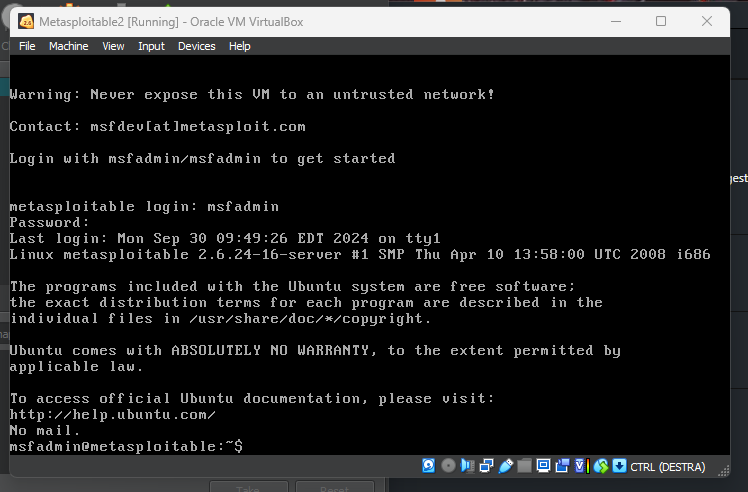 Metasploitable2 [Running] - Oracle VM VirtualBox
File Machine View Input Devices Help
Warning: Never expose this VM to an untrusted network!
Contact: msfdev[at]metasploit.com
Login with msfadmin/msfadmin to get started
metasploitable login: msfadmin
Password:
Last login: Mon Sep 30 09:49:26 EDT 2024 on tty1
Linux metasploitable 2.6.24-16-server #1 SMP Thu Apr 10 13:58:00 UTC 2008 i686
The programs included with the Ubuntu system are free software;
the exact distribution terms for each program are described in the
individual files in /usr/share/doc/*/copyright.
Ubuntu comes with ABSOLUTELY NO WARRANTY, to the extent permitted by
applicable law.
To access official Ubuntu documentation, please visit:
http://help.ubuntu.com/
No mail.
msfadmin@metasploitable:~$
CTRL (DESTRA)
Take Reset